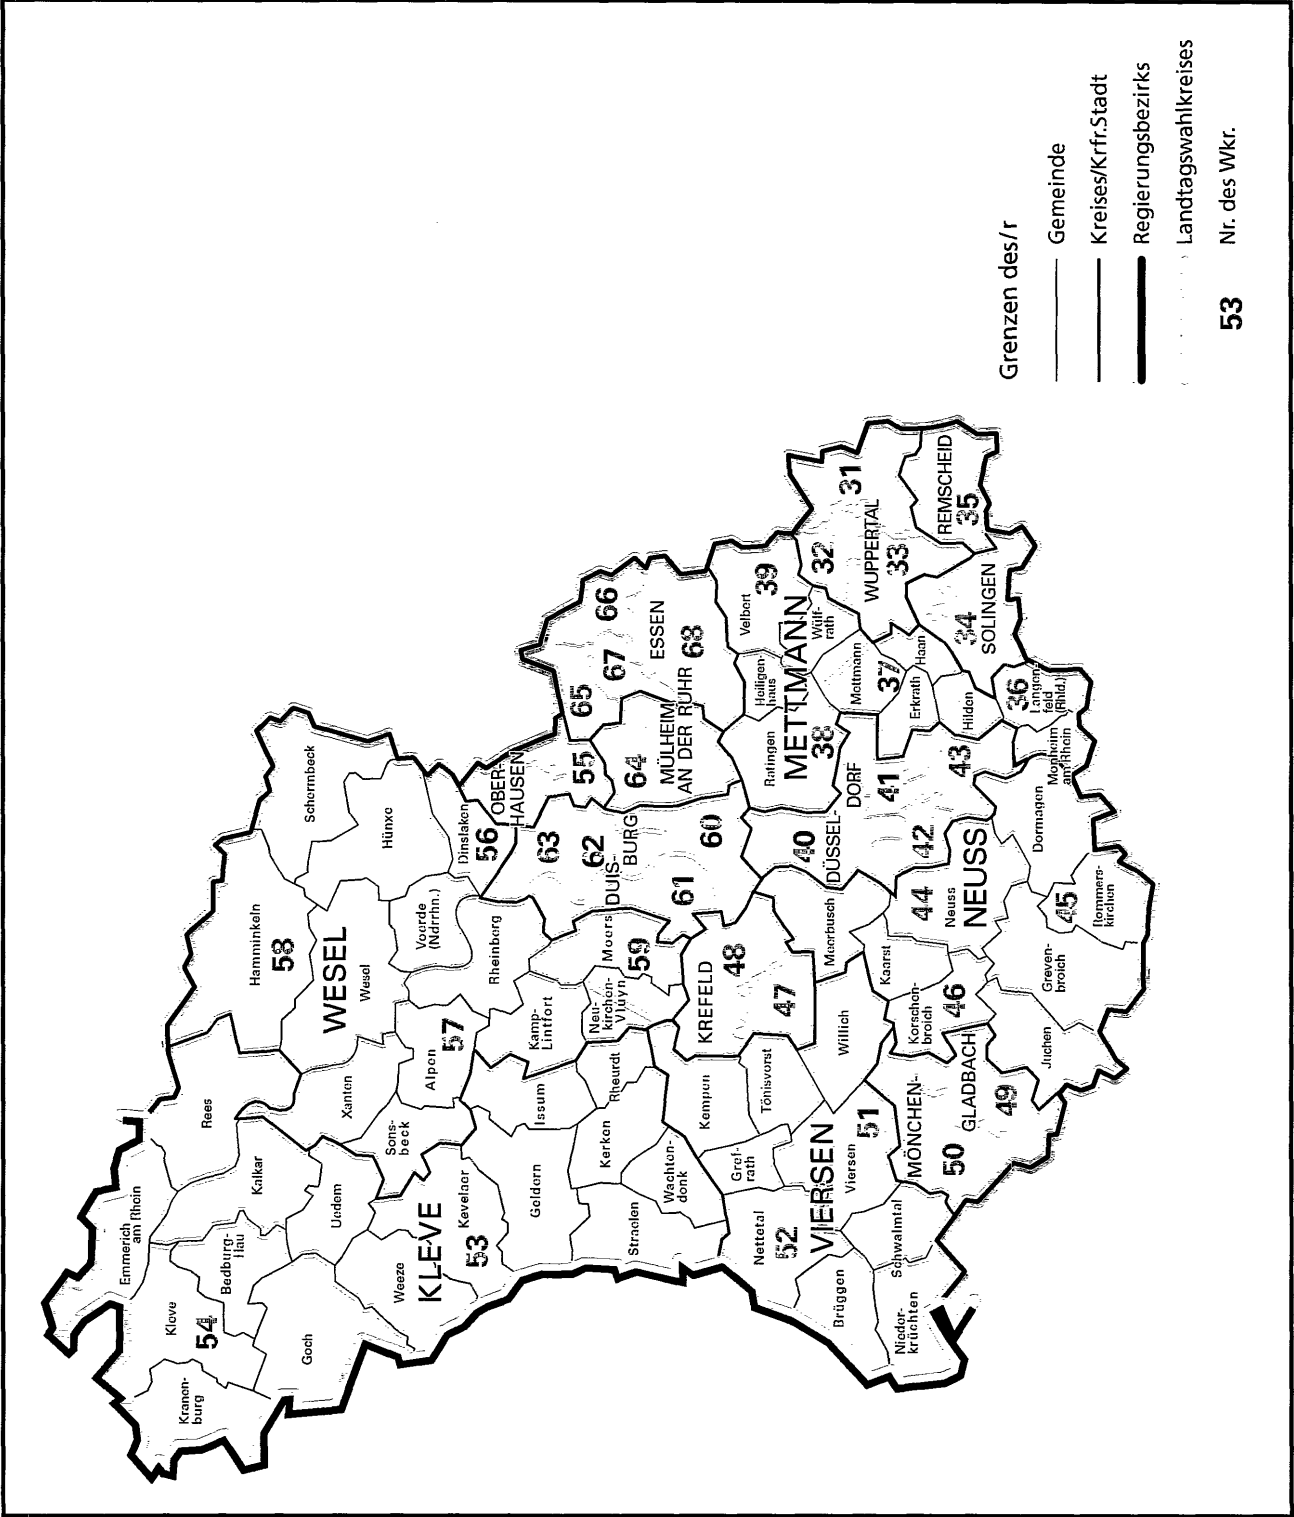 Kranen-
burg
Kleve
54
Emmerich
am Rhein
Bedburg-
Hau
Goch
Kalkar
Rees
Uedem
Weeze
KLEVE
Kevelaer
53
Sons-
beck
Xanten
Alpen
57
Geldern
Issum
Straelen
Kerken
Rheurdt
Wachten-
donk
Hamminkeln
58
WESEL
Wesel
Schermbeck
Hünxe
Voerde
(Ndrrhn.)
Dinslaken
56
Rheinberg
Kamp-
Lintfort
Neu-
kirchen-
Vluyn
Moers
59
OBER-
HAUSEN
55
63
62
DUIS-
BURG
61
60
65
66
67
ESSEN
68
64
MÜLHEIM
AN DER RUHR
KREFELD
48
47
Kempen
Tönisvorst
Gref-
rath
Nettetal
52
VIERSEN
Viersen
51
Willich
Brüggen
Schwalmtal
Nieder-
krüchten
MÖNCHEN-
GLADBACH
50
49
Meerbusch
Kaarst
Korschen-
broich
46
44
Neuss
NEUSS
Jüchen
Greven-
broich
45
Rommers-
kirchen
Dormagen
40
DÜSSEL-
DORF
41
42
43
Ratingen
METTMANN
38
Heiligen-
haus
Velbert
39
Wülf-
rath
Mettmann
37
Erkrath
Haan
Hilden
36
Langen-
feld
(Rhld.)
Monheim
am Rhein
31
32
WUPPERTAL
33
34
SOLINGEN
REMSCHEID
35
Grenzen des/r
Gemeinde
Kreises/Krfr.Stadt
Regierungsbezirks
Landtagswahlkreises
53 Nr. des Wkr.